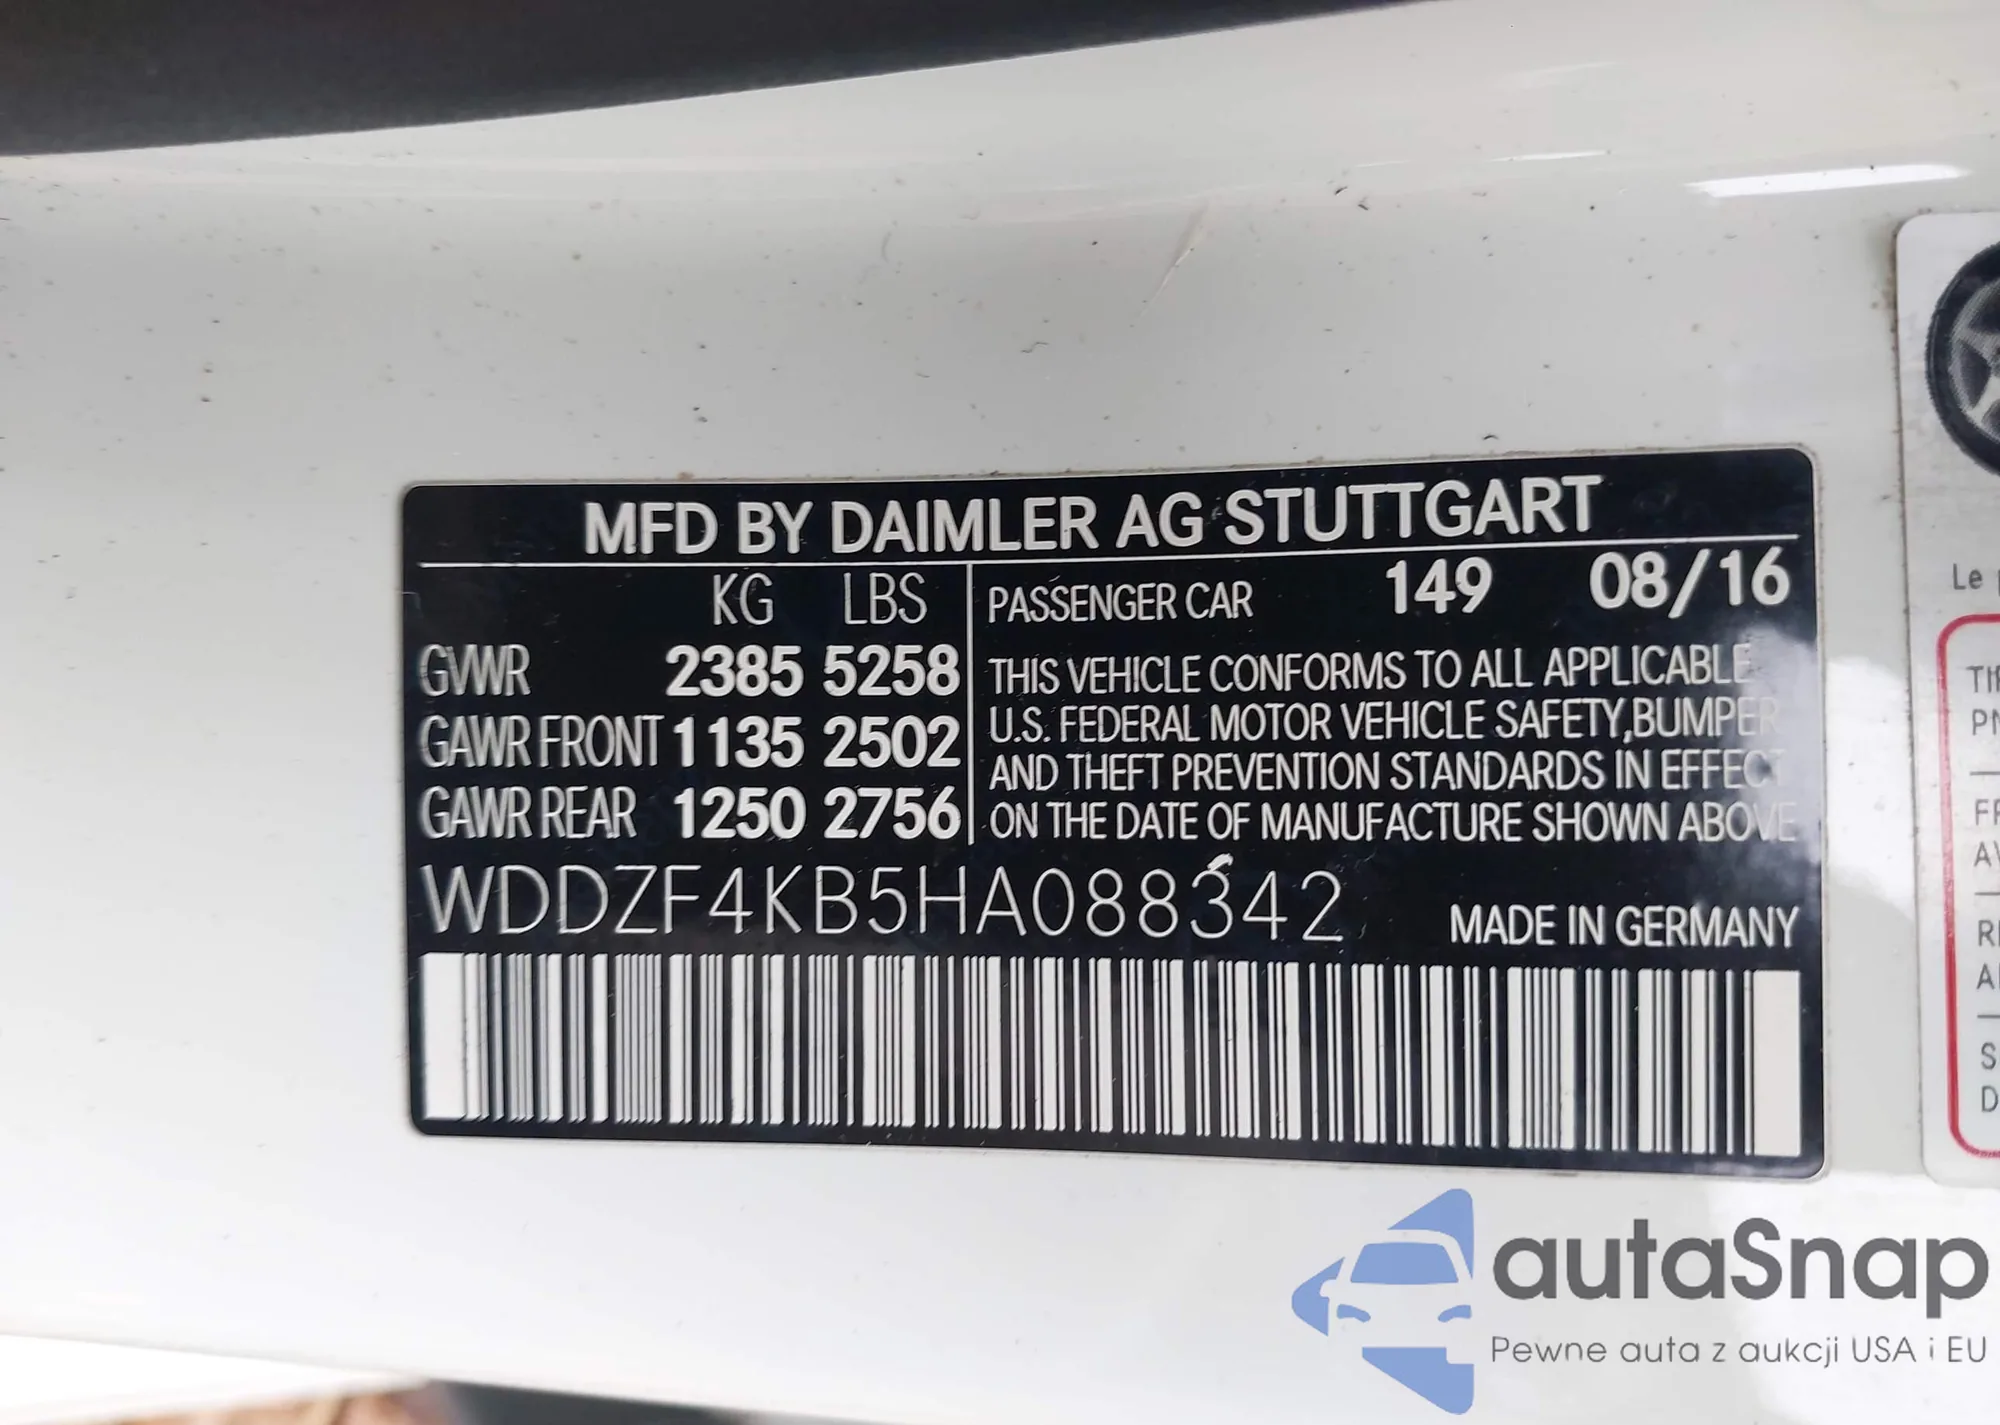 MFD BY DAIMLER AG STUTTGART
KG LBS
GVWR 2385 5258
GAWR FRONT 1135 2502
GAWR REAR 1250 2756
PASSENGER CAR 149 08/16
THIS VEHICLE CONFORMS TO ALL APPLICABLE
U.S. FEDERAL MOTOR VEHICLE SAFETY,BUMPER
AND THEFT PREVENTION STANDARDS IN EFFECT
ON THE DATE OF MANUFACTURE SHOWN ABOVE
WDDZF4KB5HA088342
MADE IN GERMANY
Le
autaSnap
Pewne auta z aukcji USA i EU